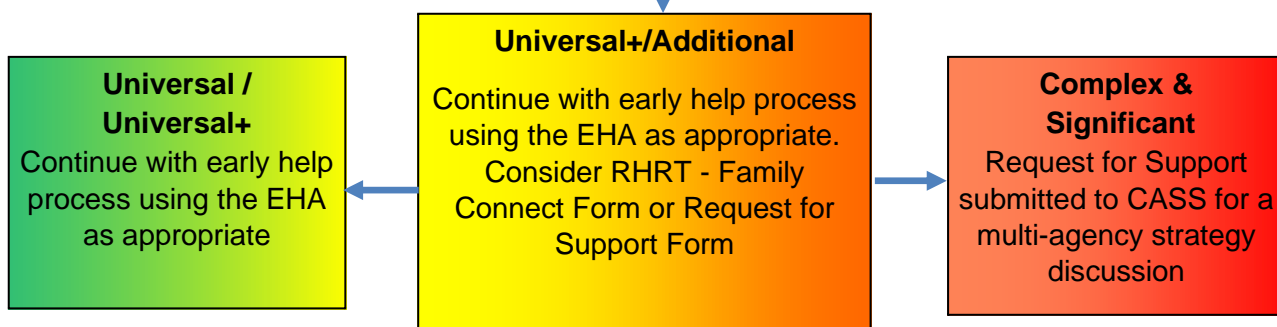 Universal /
Universal+
Continue with early help
process using the EHA
as appropriate
Universal+/Additional
Continue with early help process
using the EHA as appropriate.
Consider RHRT - Family
Connect Form or Request for
Support Form
Complex &
Significant
Request for Support
submitted to CASS for a
multi-agency strategy
discussion